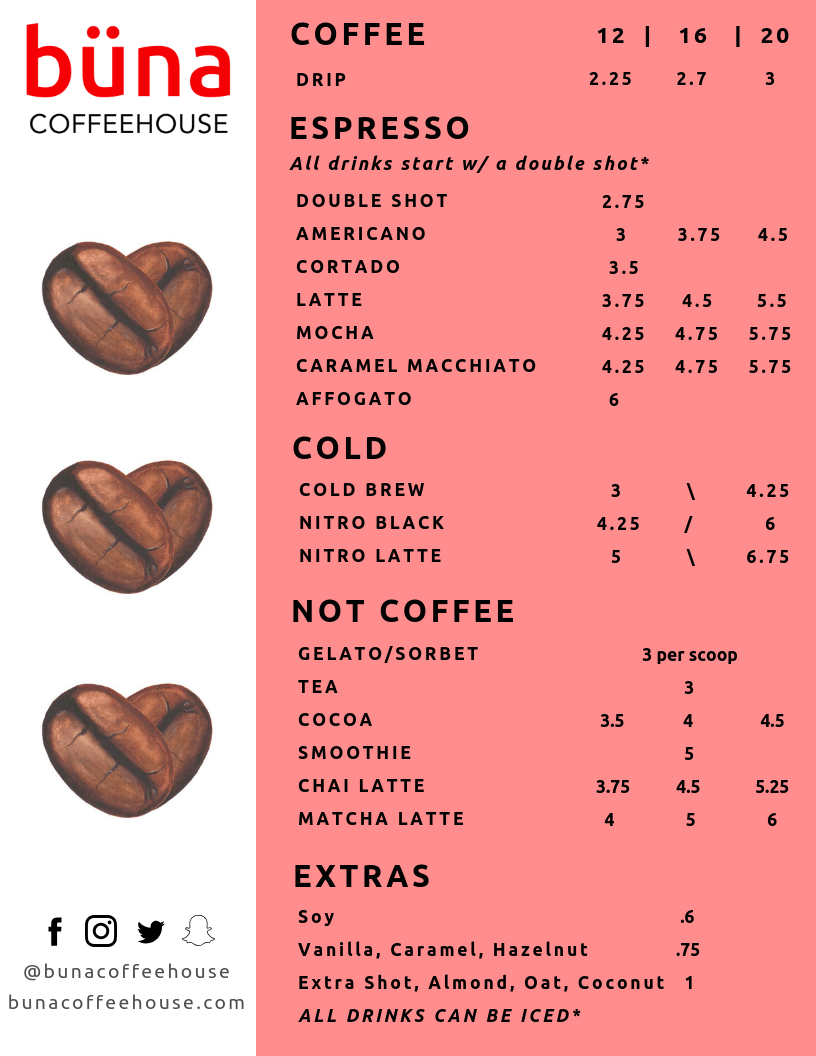 büna
COFFEEHOUSE
@bunacoffeehouse
bunacoffeehouse.com
COFFEE 12 | 16 | 20
DRIP 2.25 2.7 3
ESPRESSO
All drinks start w/ a double shot*
DOUBLE SHOT 2.75
AMERICANO 3 3.75 4.5
CORTADO 3.5
LATTE 3.75 4.5 5.5
MOCHA 4.25 4.75 5.75
CARAMEL MACCHIATO 4.25 4.75 5.75
AFFOGATO 6
COLD
COLD BREW 3 \ 4.25
NITRO BLACK 4.25 / 6
NITRO LATTE 5 \ 6.75
NOT COFFEE
GELATO/SORBET 3 per scoop
TEA 3
COCOA 3.5 4 4.5
SMOOTHIE 5
CHAI LATTE 3.75 4.5 5.25
MATCHA LATTE 4 5 6
EXTRAS
Soy .6
Vanilla, Caramel, Hazelnut .75
Extra Shot, Almond, Oat, Coconut 1
ALL DRINKS CAN BE ICED*